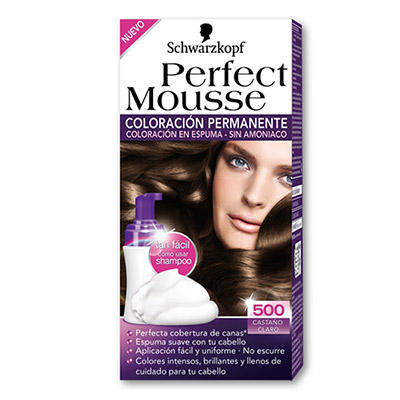 NUEVO
Schwarzkopf
Perfect
Mousse
COLORACIÓN PERMANENTE
COLORACIÓN EN ESPUMA - SIN AMONIACO
tan fácil
como usar
shampoo
500
CASTAÑO
CLARO
• Perfecta cobertura de canas*
• Espuma suave con tu cabello
• Aplicación fácil y uniforme - No escurre
• Colores intensos, brillantes y llenos de
cuidado para tu cabello